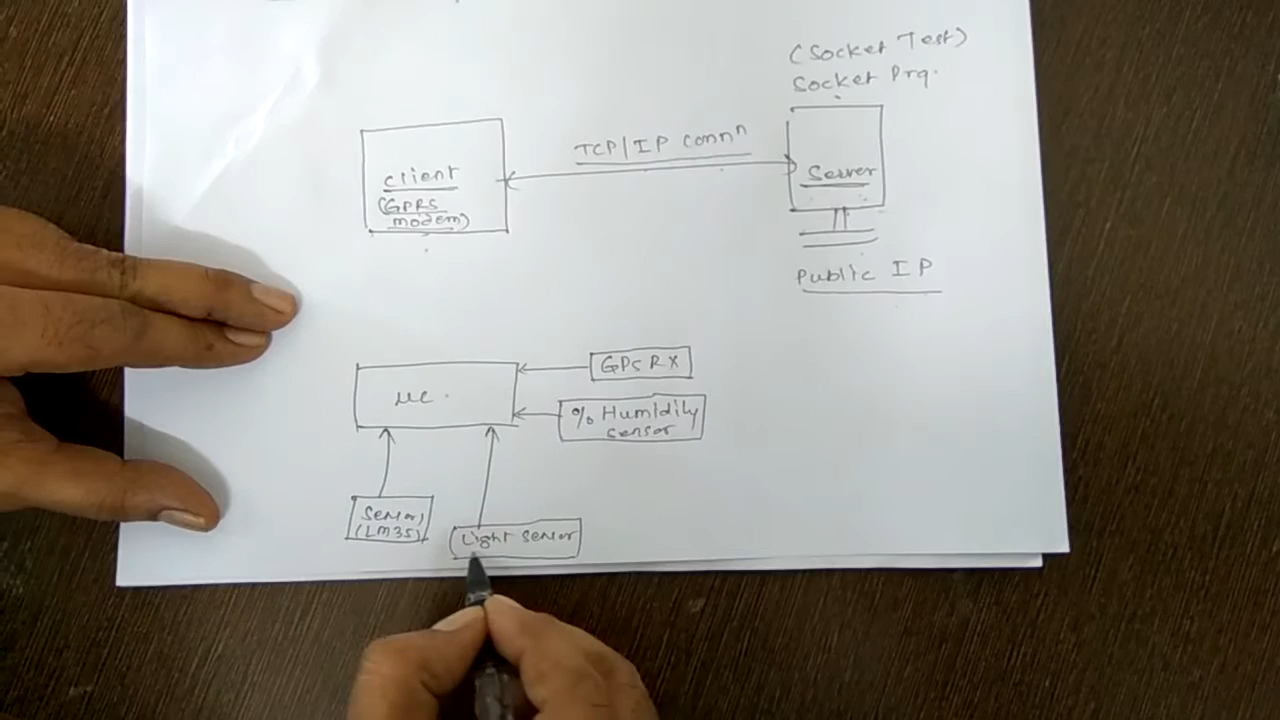 (Socket Test)
Socket Prg.
TCP/IP Connⁿ
Client
(GPRS
modem)
Server
Public IP
GPS RX
μc.
% Humidity
sensor
Sensor
(LM35)
Light Sensor